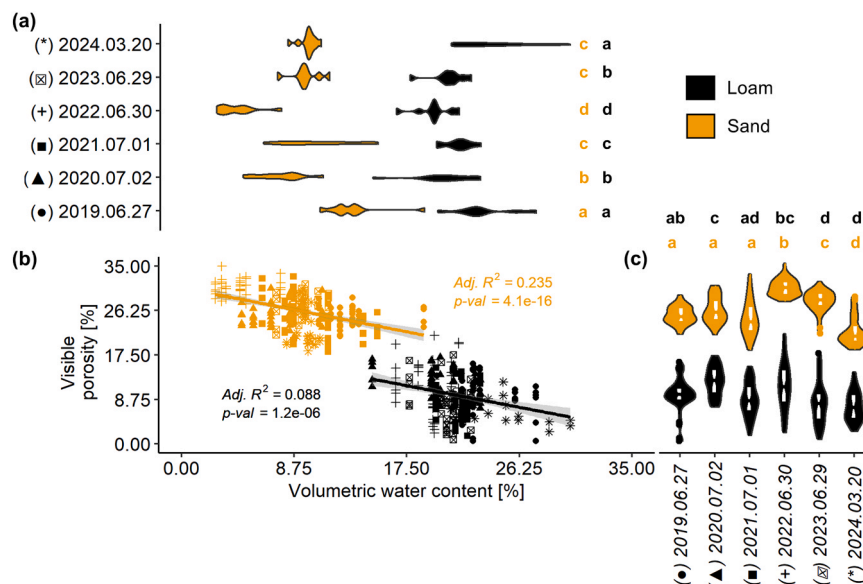 (a)
(*) 2024.03.20 c a
(⊠) 2023.06.29 c b
(+) 2022.06.30 d d
(■) 2021.07.01 c c
(▲) 2020.07.02 b b
(●) 2019.06.27 a a
Loam
Sand
(b)
Visible
porosity [%]
35.00
26.25
17.50
8.75
0.00
Adj. R² = 0.235
p-val = 4.1e-16
Adj. R² = 0.088
p-val = 1.2e-06
0.00 8.75 17.50 26.25 35.00
Volumetric water content [%]
(c)
ab c ad bc d d
a a a b c d
(●) 2019.06.27
(▲) 2020.07.02
(■) 2021.07.01
(+) 2022.06.30
(⊠) 2023.06.29
(*) 2024.03.20